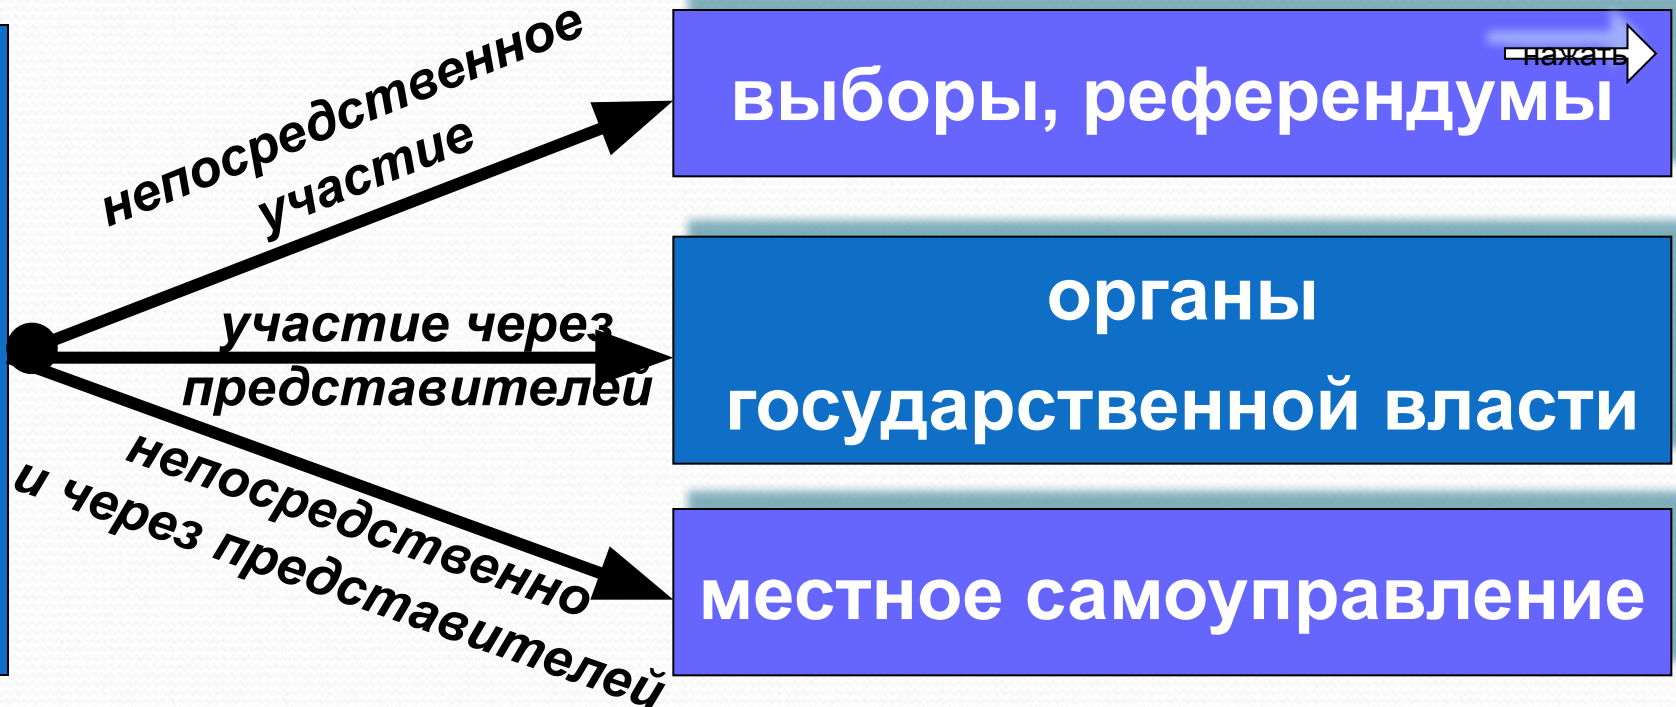 непосредственное
участие
нажать
выборы, референдумы
участие через
представителей
органы
государственной власти
непосредственно
и через представителей
местное самоуправление